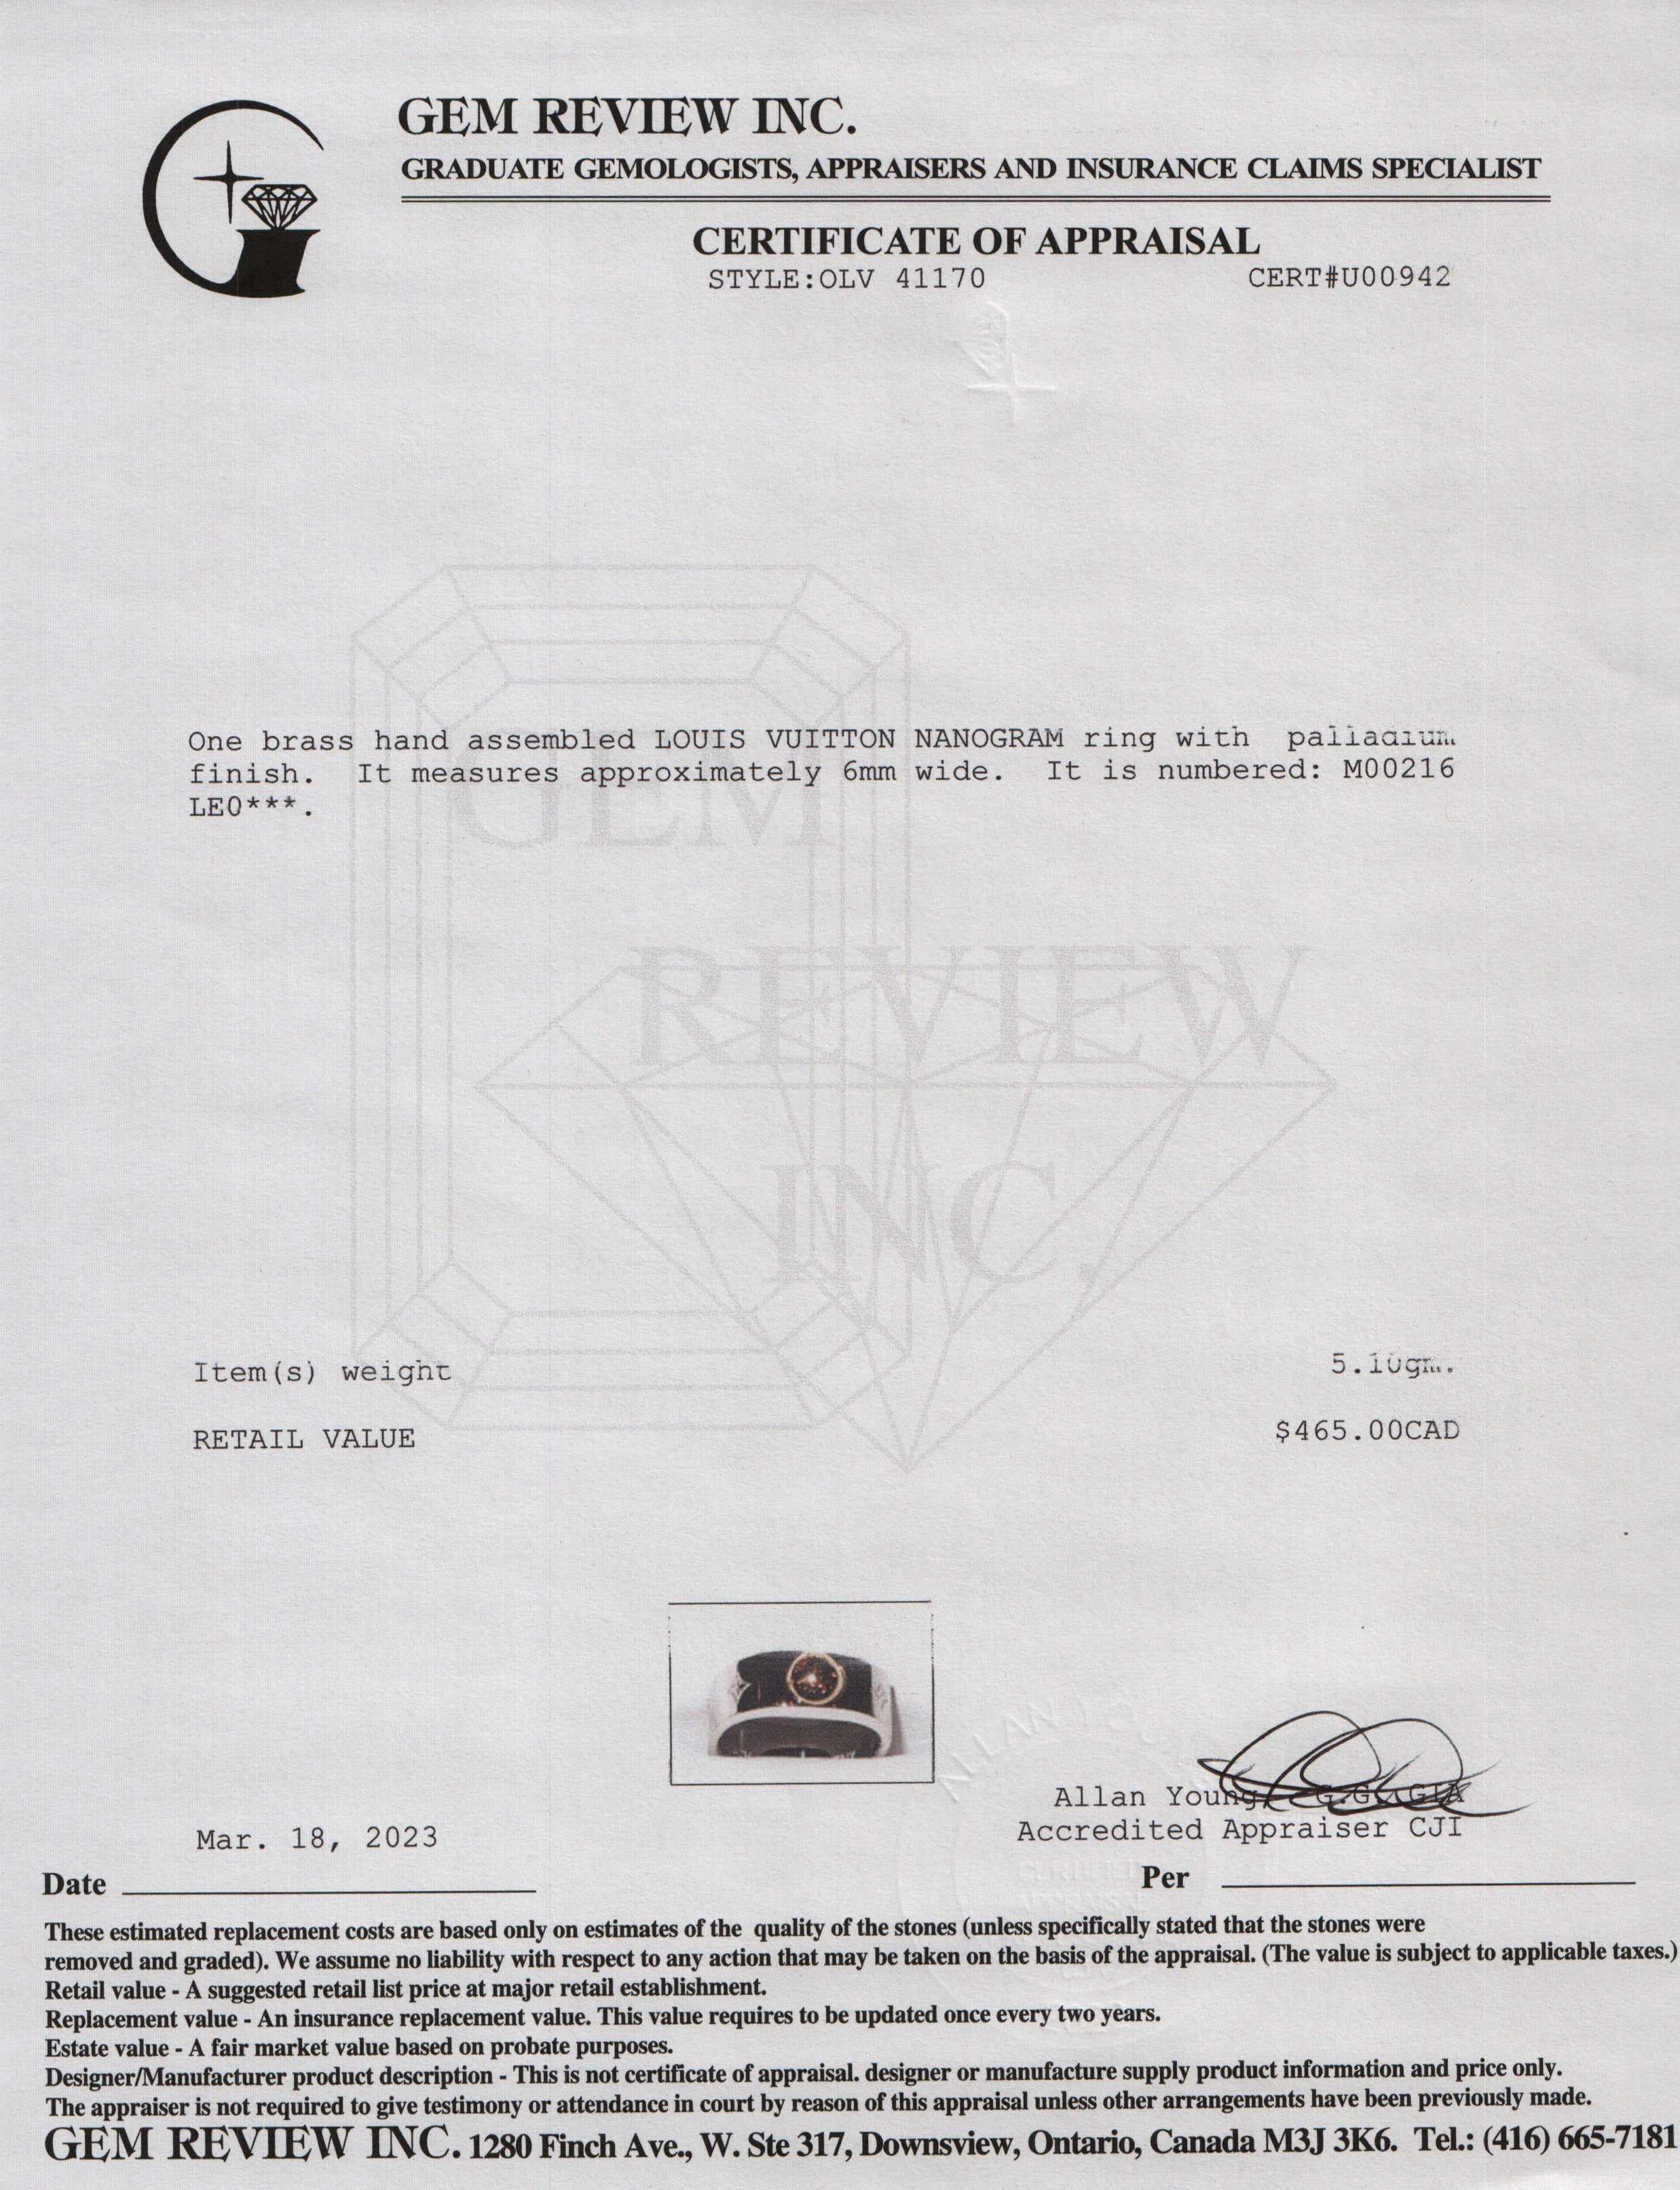 GEM REVIEW INC.
GRADUATE GEMOLOGISTS, APPRAISERS AND INSURANCE CLAIMS SPECIALIST
CERTIFICATE OF APPRAISAL
STYLE:OLV 41170 CERT#U00942
One brass hand assembled LOUIS VUITTON NANOGRAM ring with palladium
finish. It measures approximately 6mm wide. It is numbered: M00216
LE0***.
GEM
REVIEW
INC.
Item(s) weight 5.10gm.
RETAIL VALUE $465.00CAD
Allan Young, G.G. GIA
Accredited Appraiser CJI
Mar. 18, 2023
Date Per
These estimated replacement costs are based only on estimates of the quality of the stones (unless specifically stated that the stones were
removed and graded). We assume no liability with respect to any action that may be taken on the basis of the appraisal. (The value is subject to applicable taxes.)
Retail value - A suggested retail list price at major retail establishment.
Replacement value - An insurance replacement value. This value requires to be updated once every two years.
Estate value - A fair market value based on probate purposes.
Designer/Manufacturer product description - This is not certificate of appraisal. designer or manufacture supply product information and price only.
The appraiser is not required to give testimony or attendance in court by reason of this appraisal unless other arrangements have been previously made.
GEM REVIEW INC. 1280 Finch Ave., W. Ste 317, Downsview, Ontario, Canada M3J 3K6. Tel.: (416) 665-7181